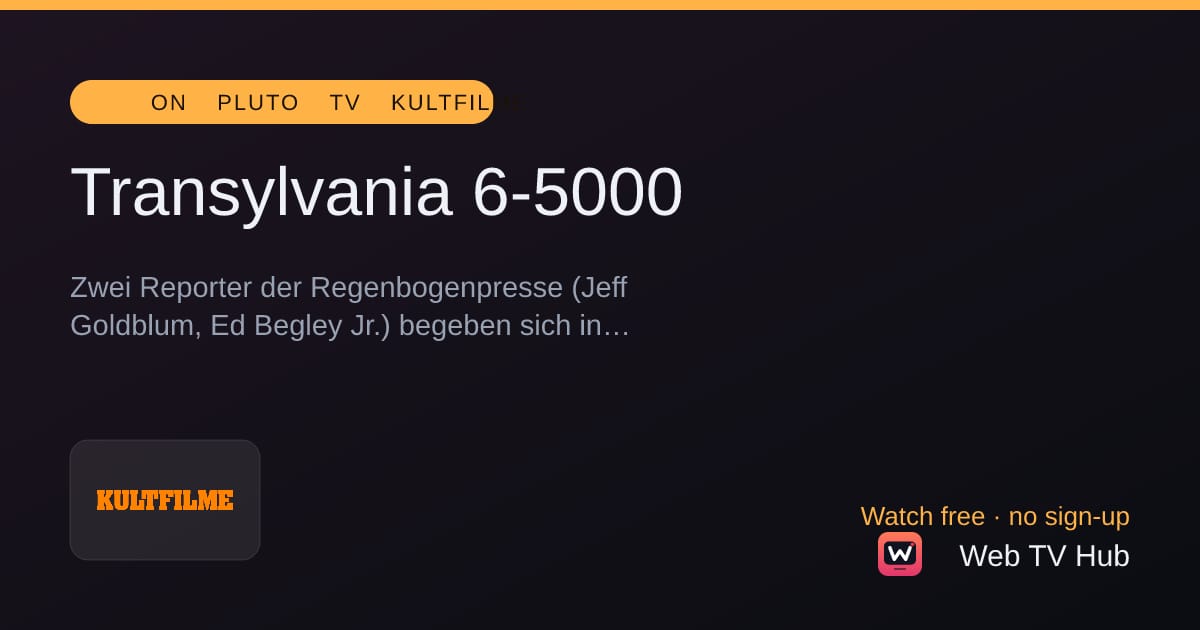 ON PLUTO TV KULTFIL
Transylvania 6-5000
Zwei Reporter der Regenbogenpresse (Jeff
Goldblum, Ed Begley Jr.) begeben sich in…
KULTFILME
Watch free · no sign-up
W
Web TV Hub